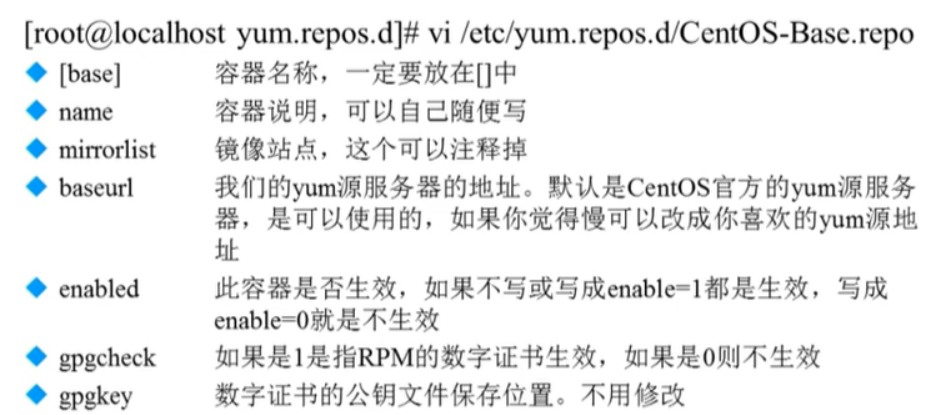 [root@localhost yum.repos.d]# vi /etc/yum.repos.d/CentOS-Base.repo
[base] 容器名称，一定要放在[]中
name 容器说明，可以自己随便写
mirrorlist 镜像站点，这个可以注释掉
baseurl 我们的yum源服务器的地址。默认是CentOS官方的yum源服务
器，是可以使用的，如果你觉得慢可以改成你喜欢的yum源地
址
enabled 此容器是否生效，如果不写或写成enable=1都是生效，写成
enable=0就是不生效
gpgcheck 如果是1是指RPM的数字证书生效，如果是0则不生效
gpgkey 数字证书的公钥文件保存位置。不用修改